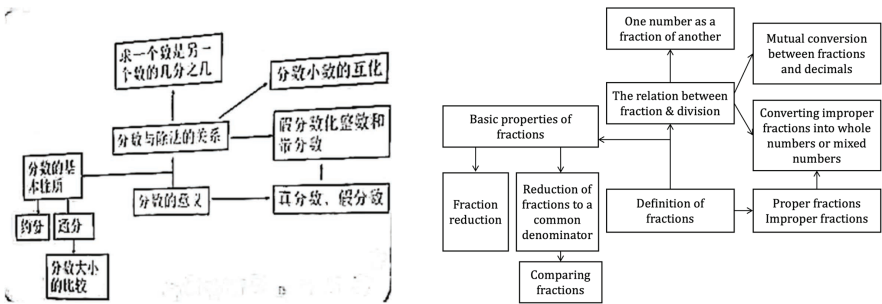 求一个数是另一
个数的几分之几
分数小数的互化
分数与除法的关系
假分数化整数和
带分数
分数的基
本性质
分数的意义
真分数、假分数
约分
通分
分数大小
的比较
One number as a
fraction of another
Mutual conversion
between fractions
and decimals
The relation between
fraction & division
Basic properties of
fractions
Converting improper
fractions into whole
numbers or mixed
numbers
Fraction
reduction
Reduction of
fractions to a
common
denominator
Definition of
fractions
Proper fractions
Improper fractions
Comparing
fractions